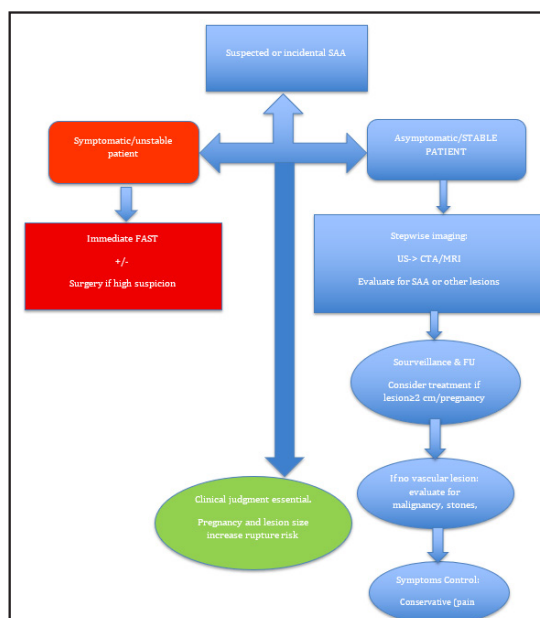 Suspected or incidental SAA
Symptomatic/unstable
patient
Asymptomatic/STABLE
PATIENT
Immediate FAST
+/-
Surgery if high suspicion
Stepwise imaging:
US-> CTA/MRI
Evaluate for SAA or other lesions
Sourveillance & FU
Consider treatment if
lesion≥2 cm/pregnancy
Clinical judgment essential.
Pregnancy and lesion size
increase rupture risk
If no vascular lesion:
evaluate for
malignancy, stones,
Symptoms Control:
Conservative (pain